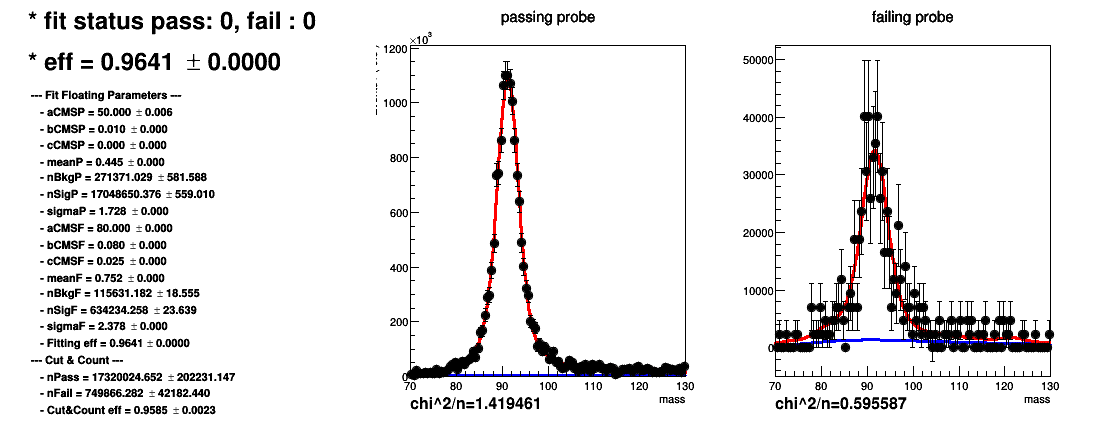 * fit status pass: 0, fail : 0
* eff = 0.9641 ± 0.0000
--- Fit Floating Parameters ---
- aCMSP = 50.000 ± 0.006
- bCMSP = 0.010 ± 0.000
- cCMSP = 0.000 ± 0.000
- meanP = 0.445 ± 0.000
- nBkgP = 271371.029 ± 581.588
- nSigP = 17048650.376 ± 559.010
- sigmaP = 1.728 ± 0.000
- aCMSF = 80.000 ± 0.000
- bCMSF = 0.080 ± 0.000
- cCMSF = 0.025 ± 0.000
- meanF = 0.752 ± 0.000
- nBkgF = 115631.182 ± 18.555
- nSigF = 634234.258 ± 23.639
- sigmaF = 2.378 ± 0.000
- Fitting eff = 0.9641 ± 0.0000
--- Cut & Count ---
- nPass = 17320024.652 ± 202231.147
- nFail = 749866.282 ± 42182.440
- Cut&Count eff = 0.9585 ± 0.0023
passing probe
×10³
1200
1000
800
600
400
200
0
70 80 90 100 110 120 130
mass
chi^2/n=1.419461
failing probe
50000
40000
30000
20000
10000
0
70 80 90 100 110 120 130
mass
chi^2/n=0.595587